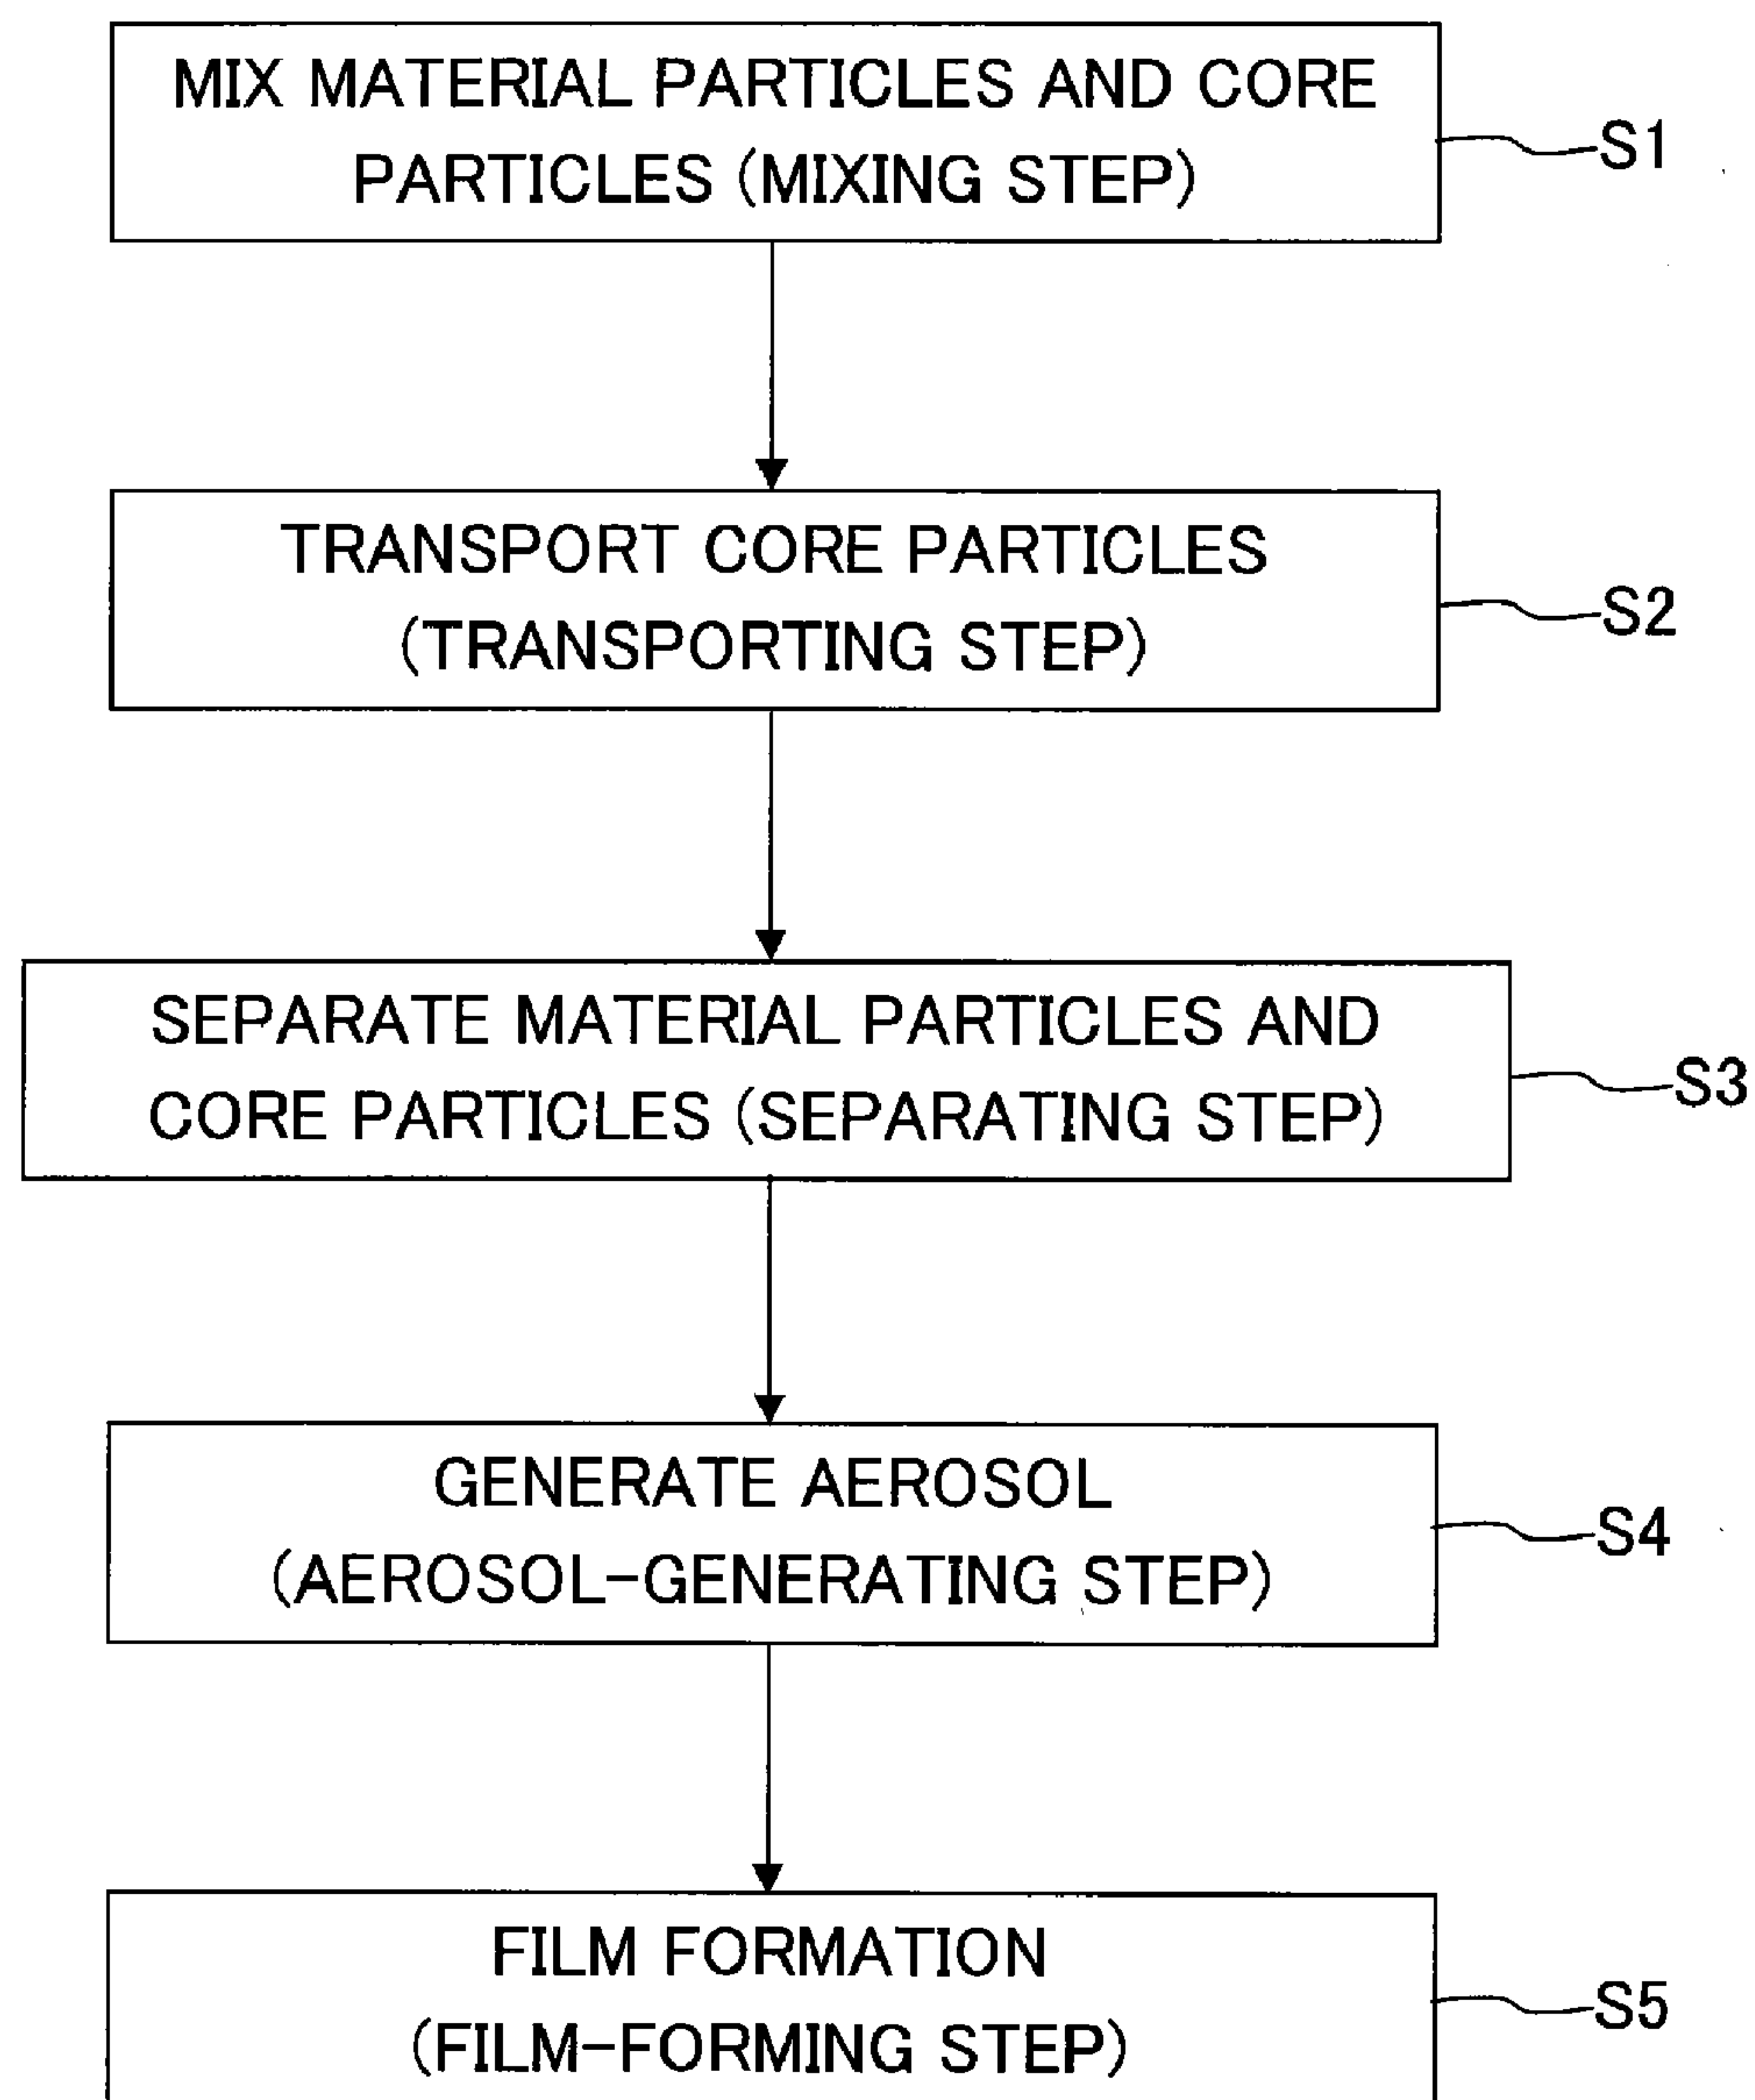 MIX MATERIAL PARTICLES AND CORE
PARTICLES (MIXING STEP)
S1
TRANSPORT CORE PARTICLES
(TRANSPORTING STEP)
S2
SEPARATE MATERIAL PARTICLES AND
CORE PARTICLES (SEPARATING STEP)
S3
GENERATE AEROSOL
(AEROSOL-GENERATING STEP)
S4
FILM FORMATION
(FILM-FORMING STEP)
S5